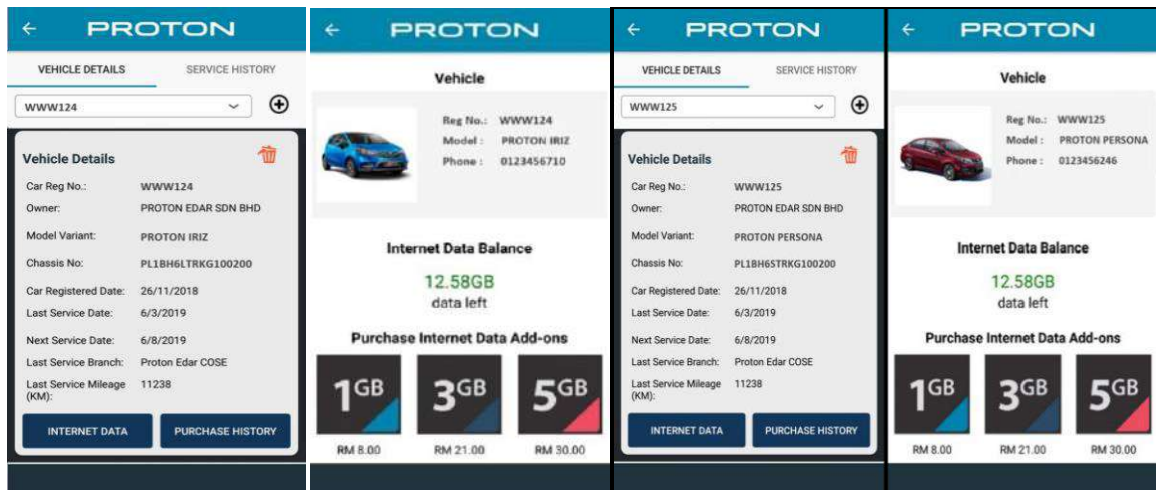 PROTON
VEHICLE DETAILS SERVICE HISTORY
WWW124
Vehicle Details
Car Reg No.: WWW124
Owner: PROTON EDAR SDN BHD
Model Variant: PROTON IRIZ
Chassis No: PL1BH6LTRKG100200
Car Registered Date: 26/11/2018
Last Service Date: 6/3/2019
Next Service Date: 6/8/2019
Last Service Branch: Proton Edar COSE
Last Service Mileage 11238
(KM):
INTERNET DATA PURCHASE HISTORY
PROTON
Vehicle
Reg No.: WWW124
Model : PROTON IRIZ
Phone : 0123456710
Internet Data Balance
12.58GB
data left
Purchase Internet Data Add-ons
1GB 3GB 5GB
RM 8.00 RM 21.00 RM 30.00
PROTON
VEHICLE DETAILS SERVICE HISTORY
WWW125
Vehicle Details
Car Reg No.: WWW125
Owner: PROTON EDAR SDN BHD
Model Variant: PROTON PERSONA
Chassis No: PL1BH6STRKG100200
Car Registered Date: 26/11/2018
Last Service Date: 6/3/2019
Next Service Date: 6/8/2019
Last Service Branch: Proton Edar COSE
Last Service Mileage 11238
(KM):
INTERNET DATA PURCHASE HISTORY
PROTON
Vehicle
Reg No.: WWW125
Model : PROTON PERSONA
Phone : 0123456246
Internet Data Balance
12.58GB
data left
Purchase Internet Data Add-ons
1GB 3GB 5GB
RM 8.00 RM 21.00 RM 30.00